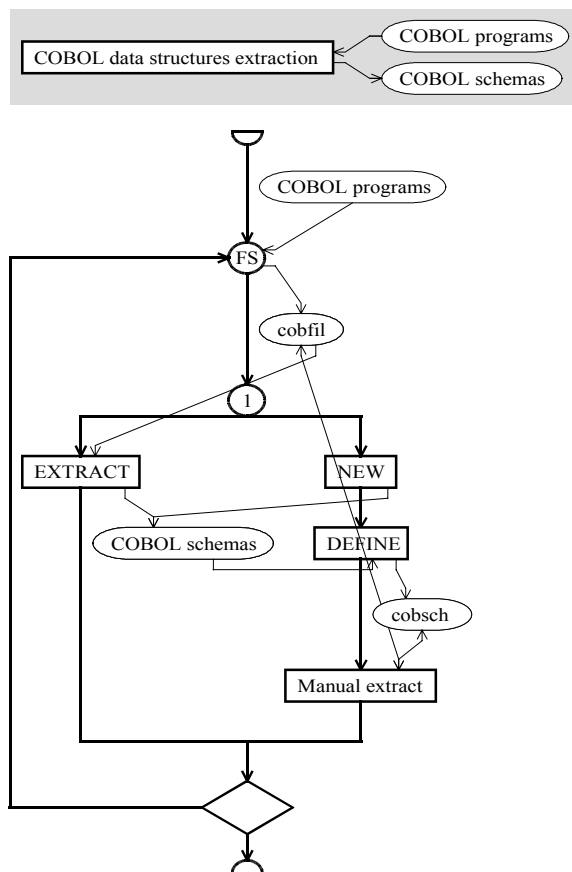 COBOL programs
COBOL data structures extraction
COBOL schemas
COBOL programs
FS
cobfil
1
EXTRACT
NEW
COBOL schemas
DEFINE
cobsch
Manual extract